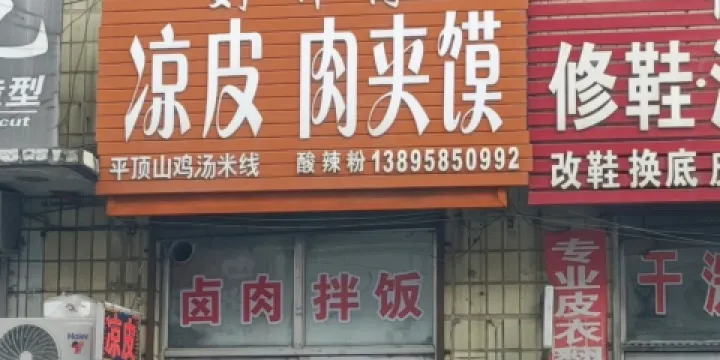 凉皮 肉夹馍
平顶山鸡汤米线 酸辣粉 13895850992
卤肉拌饭
凉皮
Haier
型
cut
修鞋·
改鞋 换底
专业皮衣
干